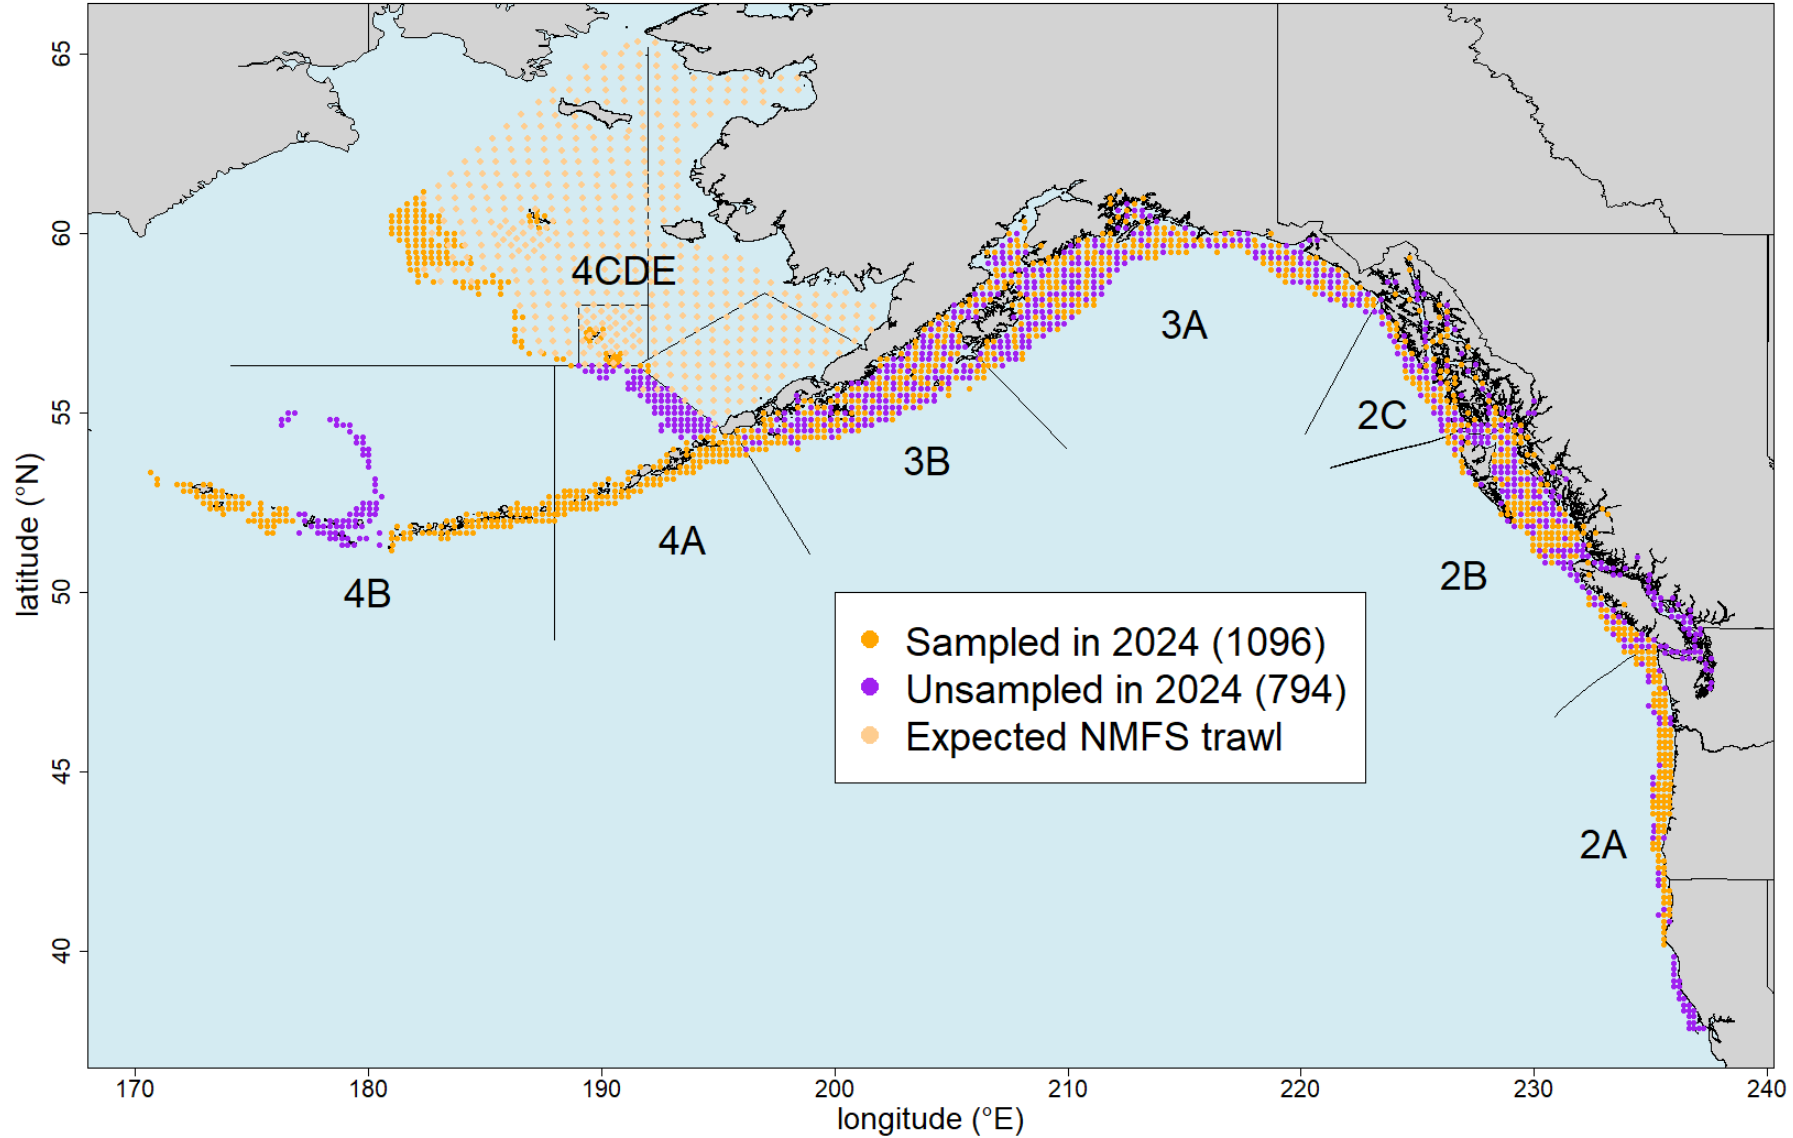 65
60
55
50
45
40
latitude (°N)
4CDE
3A
2C
3B
4A
2B
4B
2A
Sampled in 2024 (1096)
Unsampled in 2024 (794)
Expected NMFS trawl
170
180
190
200
210
220
230
240
longitude (°E)